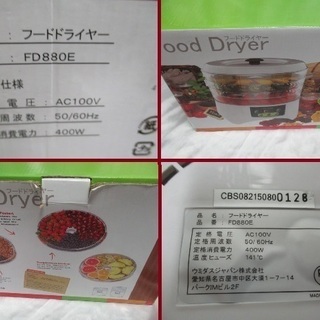 : フードドライヤー
: FD880E
仕様
電 圧 : AC100V
周 波 数 : 50/60Hz
消費電力 : 400W
フードドライヤー
ood Dryer
Dryer
CBS082150800128
品 名 フードドライヤー
品 番 FD880E
定 格 電 圧 AC100V
定格周波数 50/60Hz
定格消費電力 400W
温度ヒューズ 161℃
ウミダスジャパン株式会社
愛知県名古屋市中区大須1-7-14
パークIMビル2F
MADE